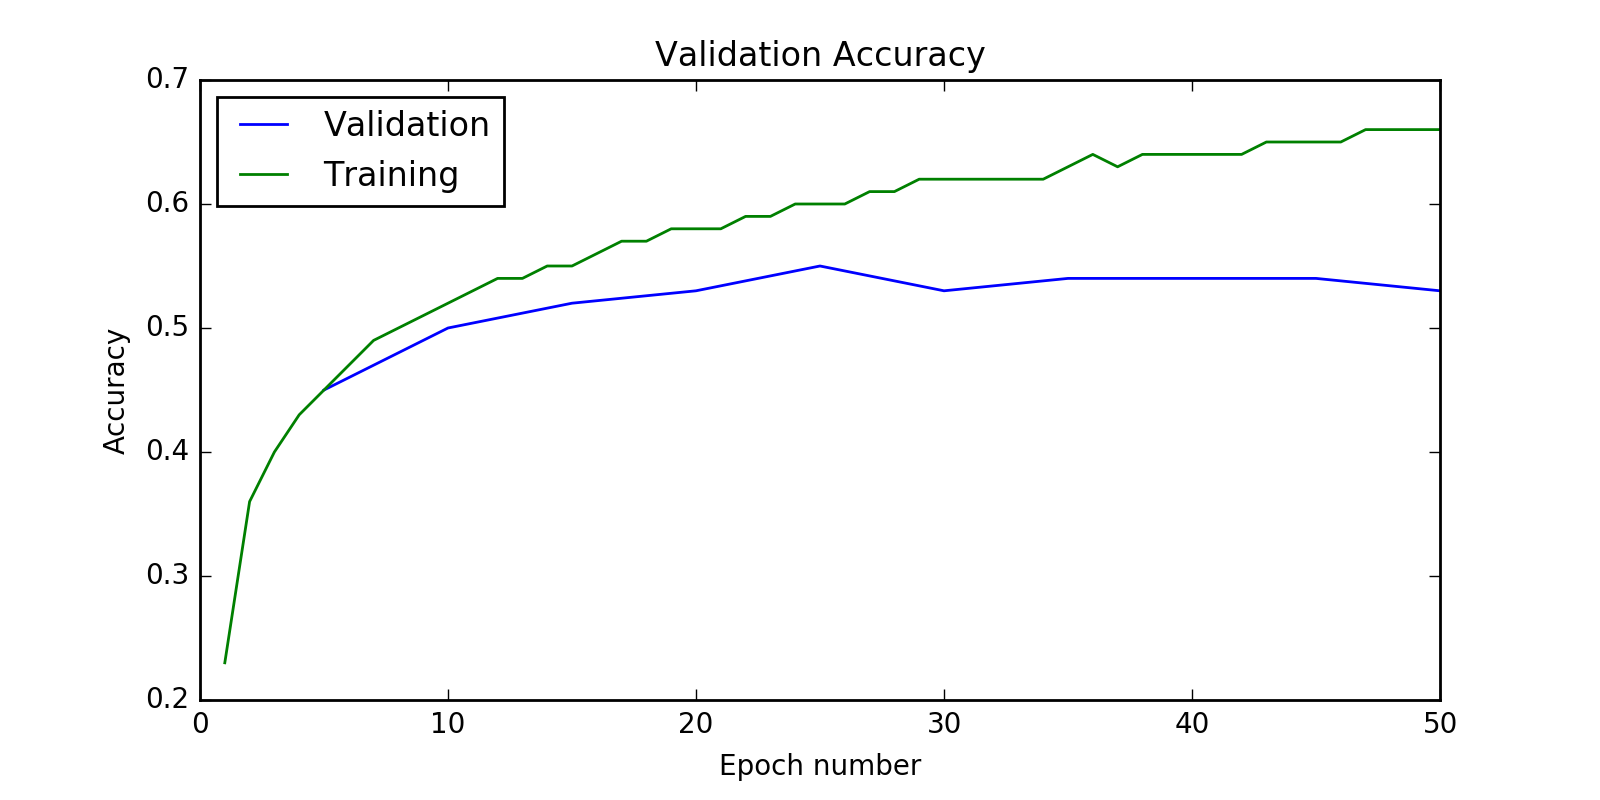 Validation Accuracy
0.7
Validation
Training
0.6
0.5
0.4
0.3
0.2
Accuracy
0 10 20 30 40 50
Epoch number